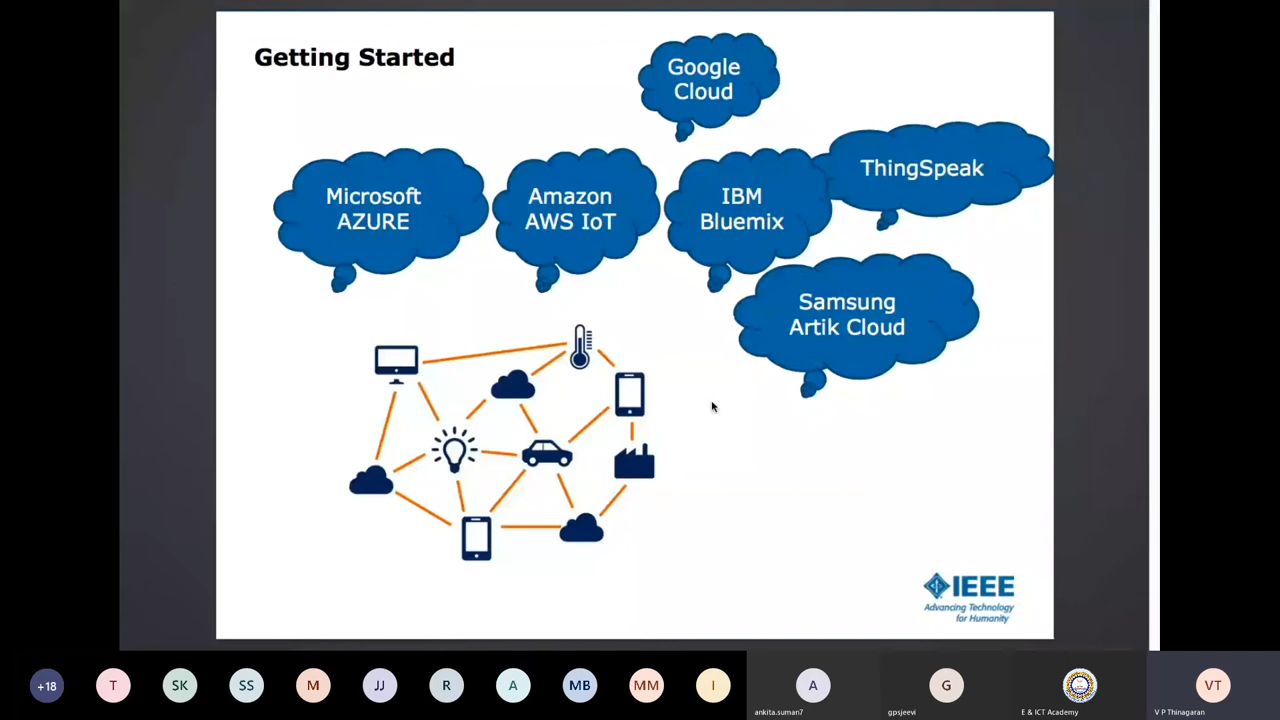 Getting Started
Google
Cloud
ThingSpeak
Microsoft
AZURE
Amazon
AWS IoT
IBM
Bluemix
Samsung
Artik Cloud
IEEE
Advancing Technology
for Humanity
+18
T
SK
SS
M
JJ
R
A
MB
MM
I
A
G
VT
ankita.suman7
gpsjeevi
E & ICT Academy
V P Thinagaran